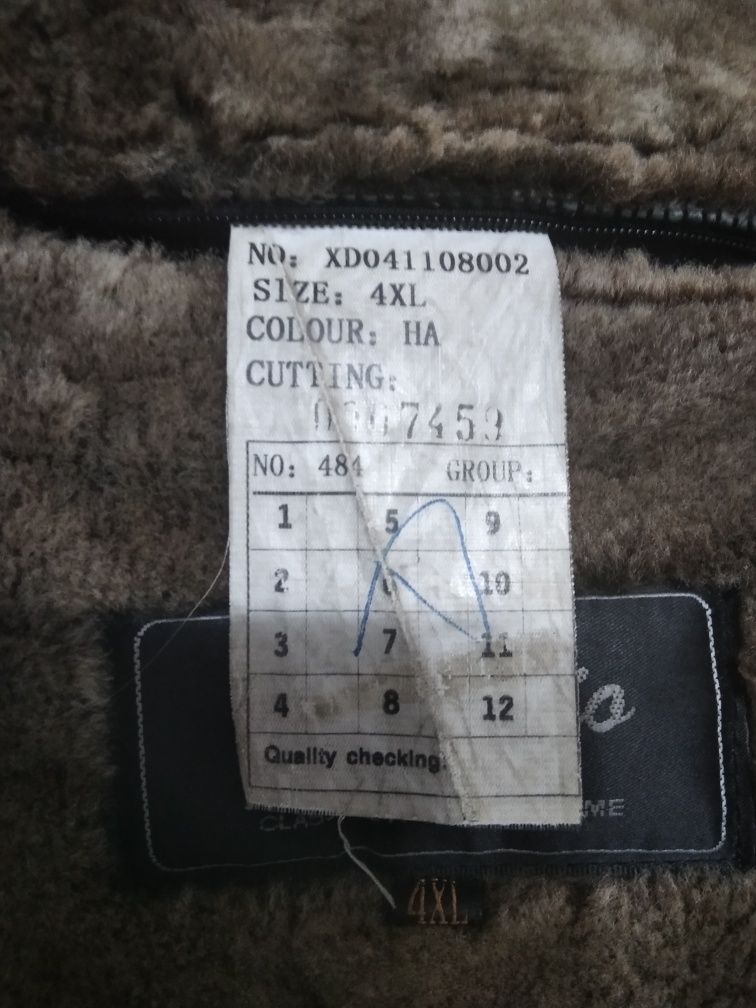 NO: XD041108002
SIZE: 4XL
COLOUR: HA
CUTTING:
NO: 484 GROUP:
1 5 9
2 6 10
3 7 11
4 8 12
Quality checking:
4XL